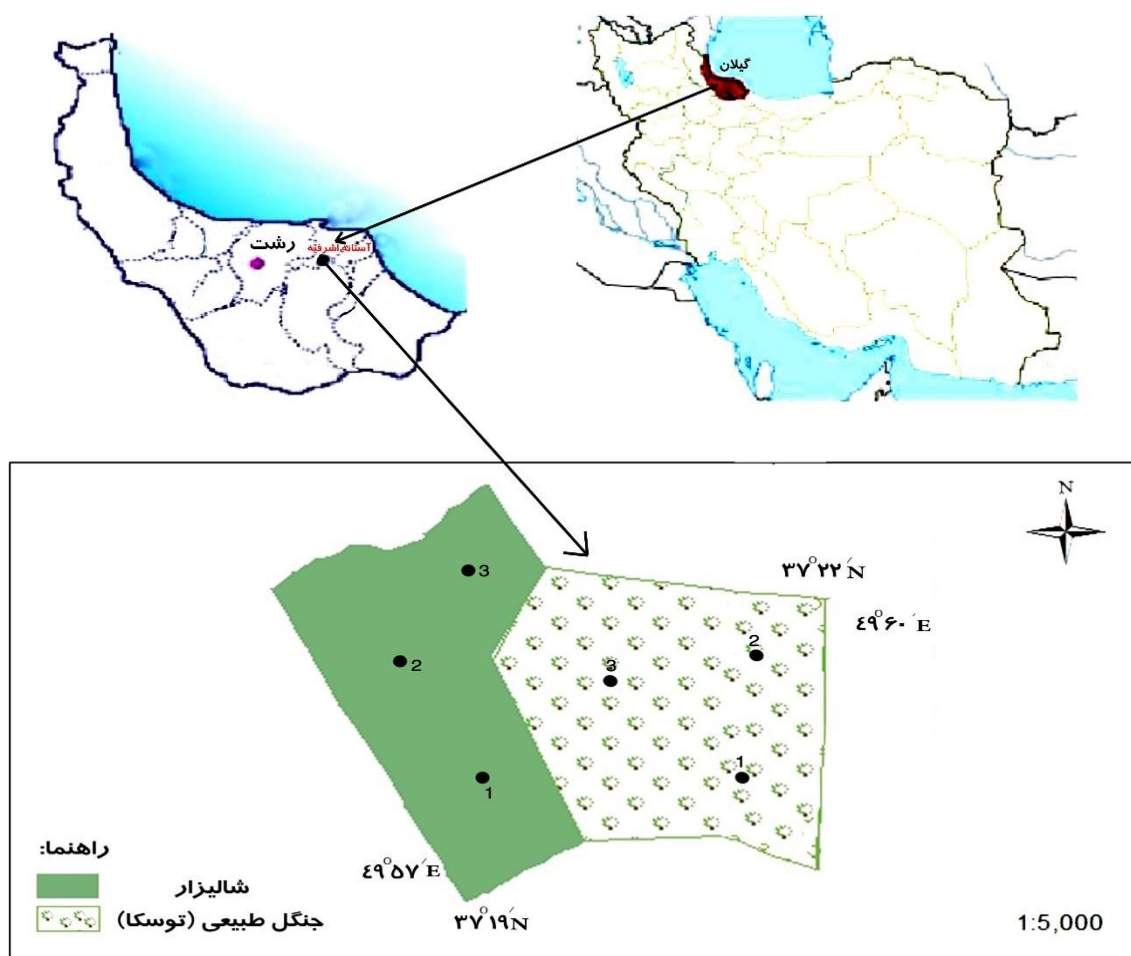 گیلان
رشت
آستانه اشرفیه
N
۳۷°۲۲′N
۴۹°۶۰′E
3
2
2
3
1
1
۴۹°۵۷′E
۳۷°۱۹′N
راهنما:
شالیزار
جنگل طبیعی (توسکا)
1:5,000